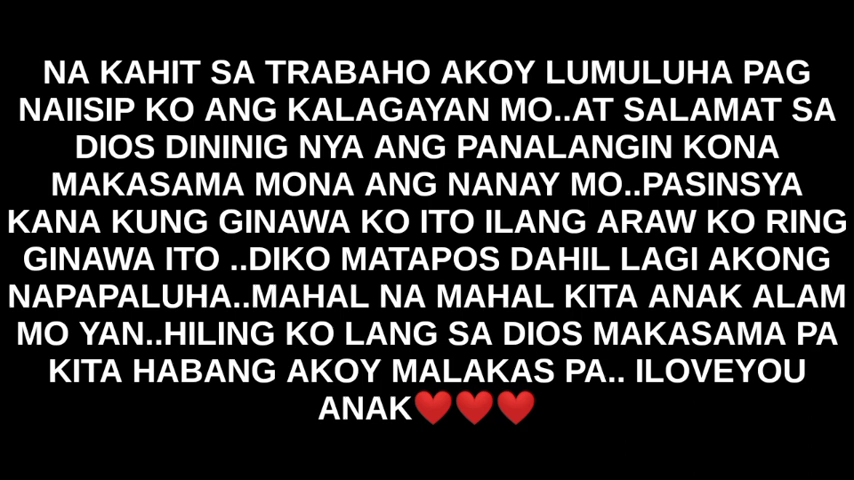 NA KAHIT SA TRABAHO AKOY LUMULUHA PAG
NAIISIP KO ANG KALAGAYAN MO..AT SALAMAT SA
DIOS DININIG NYA ANG PANALANGIN KONA
MAKASAMA MONA ANG NANAY MO..PASINSYA
KANA KUNG GINAWA KO ITO ILANG ARAW KO RING
GINAWA ITO ..DIKO MATAPOS DAHIL LAGI AKONG
NAPAPALUHA..MAHAL NA MAHAL KITA ANAK ALAM
MO YAN..HILING KO LANG SA DIOS MAKASAMA PA
KITA HABANG AKOY MALAKAS PA.. ILOVEYOU
ANAK❤️❤️❤️